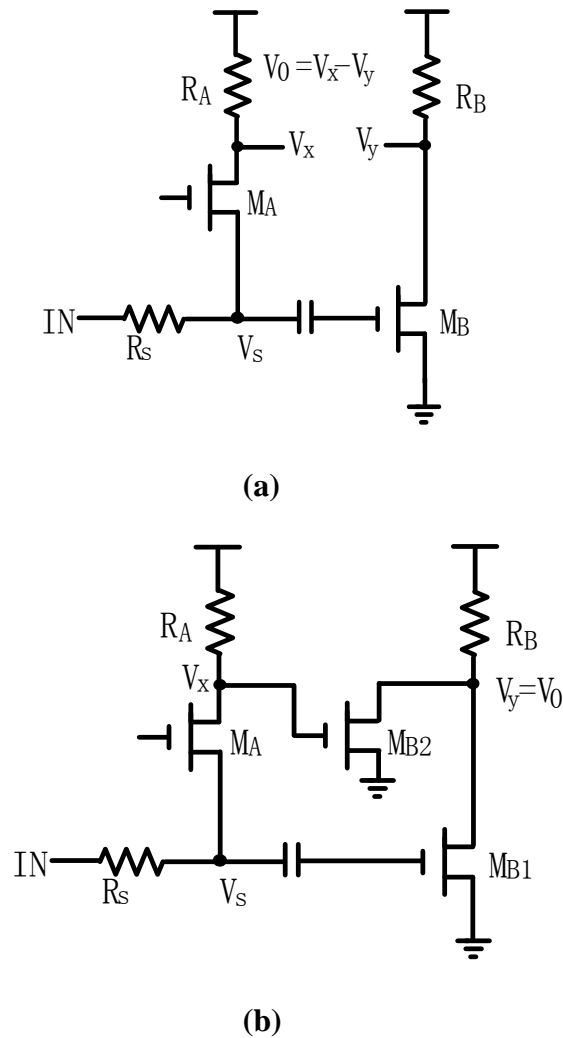 V0 =Vx−Vy
RA
RB
Vx
Vy
MA
IN
RS
VS
MB
(a)
RA
RB
Vx
Vy=V0
MA
MB2
IN
RS
VS
MB1
(b)